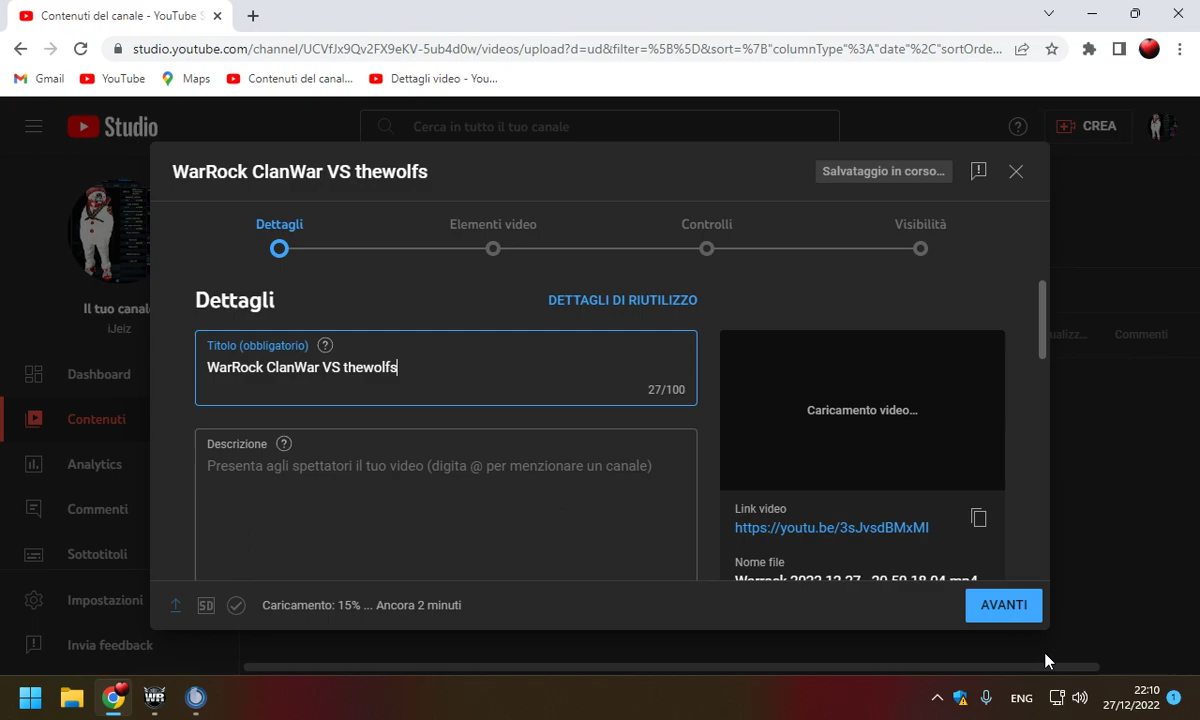 Contenuti del canale - YouTube S
studio.youtube.com/channel/UCVfJx9Qv2FX9eKV-5ub4d0w/videos/upload?d=ud&filter=%5B%5D&sort=%7B"columnType"%3A"date"%2C"sortOrde...
Gmail YouTube Maps Contenuti del canal... Dettagli video - You...
Studio Cerca in tutto il tuo canale CREA
WarRock ClanWar VS thewolfs Salvataggio in corso...
Dettagli Elementi video Controlli Visibilità
Dettagli DETTAGLI DI RIUTILIZZO
Il tuo canal
iJeiz
Titolo (obbligatorio)
WarRock ClanWar VS thewolfs
27/100
ualizz... Commenti
Dashboard
Contenuti
Analytics
Commenti
Sottotitoli
Impostazioni
Invia feedback
Descrizione
Presenta agli spettatori il tuo video (digita @ per menzionare un canale)
Caricamento video...
Link video
https://youtu.be/3sJvsdBMxMI
Nome file
SD Caricamento: 15% ... Ancora 2 minuti
AVANTI
WR ENG 22:10
27/12/2022 1